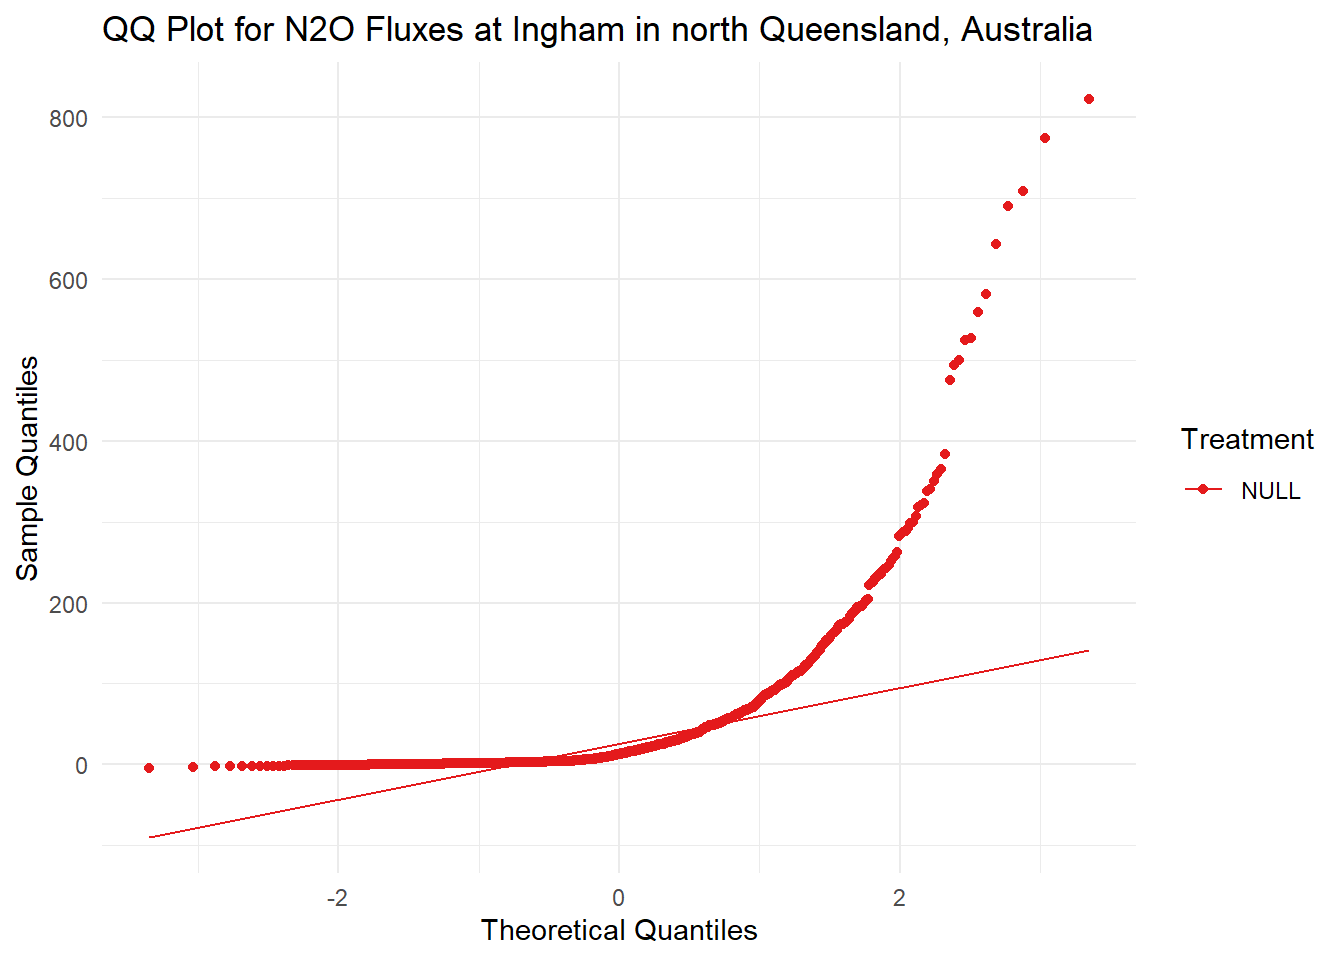 QQ Plot for N2O Fluxes at Ingham in north Queensland, Australia
800
600
400
200
0
Sample Quantiles
-2
0
2
Theoretical Quantiles
Treatment
NULL